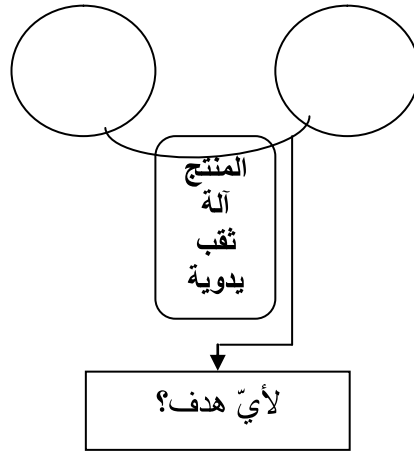 المنتج
آلة
ثقب
يدوية
لأيّ هدف؟